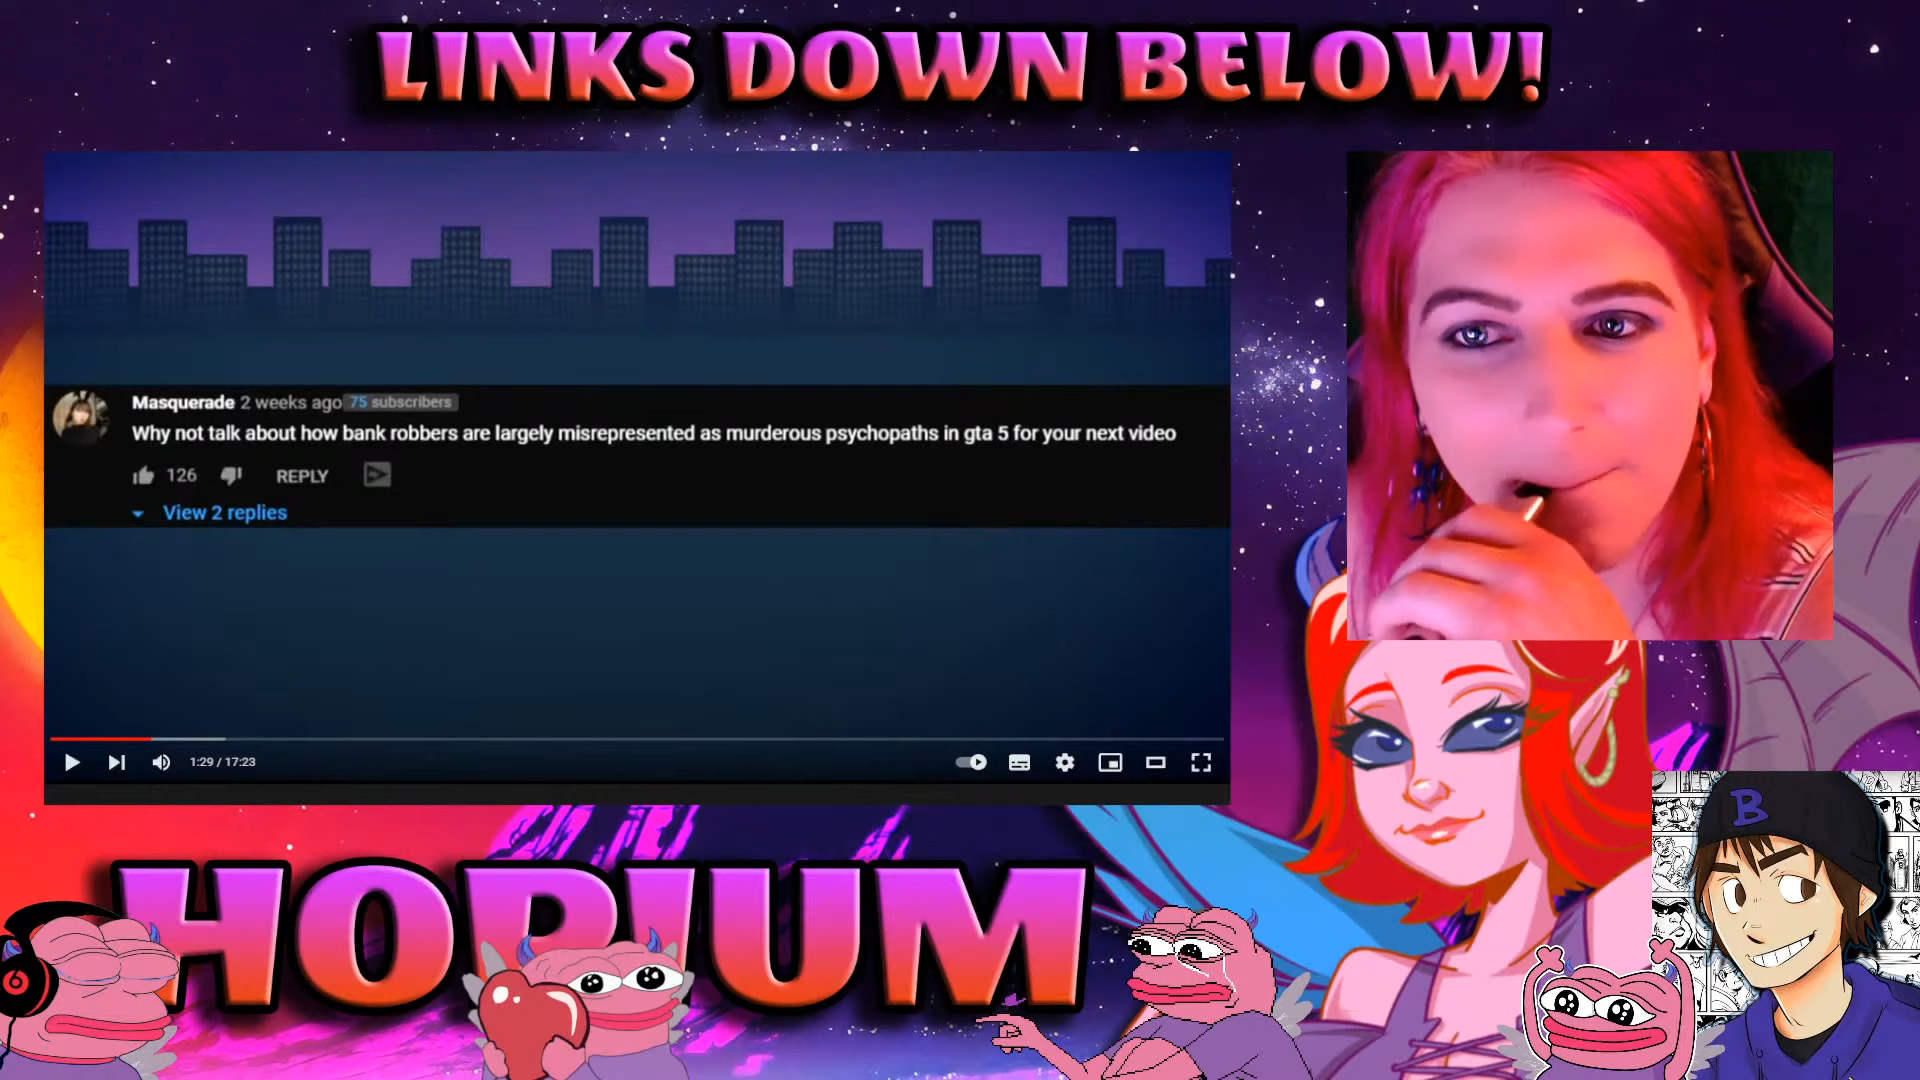 LINKS DOWN BELOW!
Masquerade 2 weeks ago 75 subscribers
Why not talk about how bank robbers are largely misrepresented as murderous psychopaths in gta 5 for your next video
126 REPLY
View 2 replies
1:29 / 17:23
HOPIUM
B